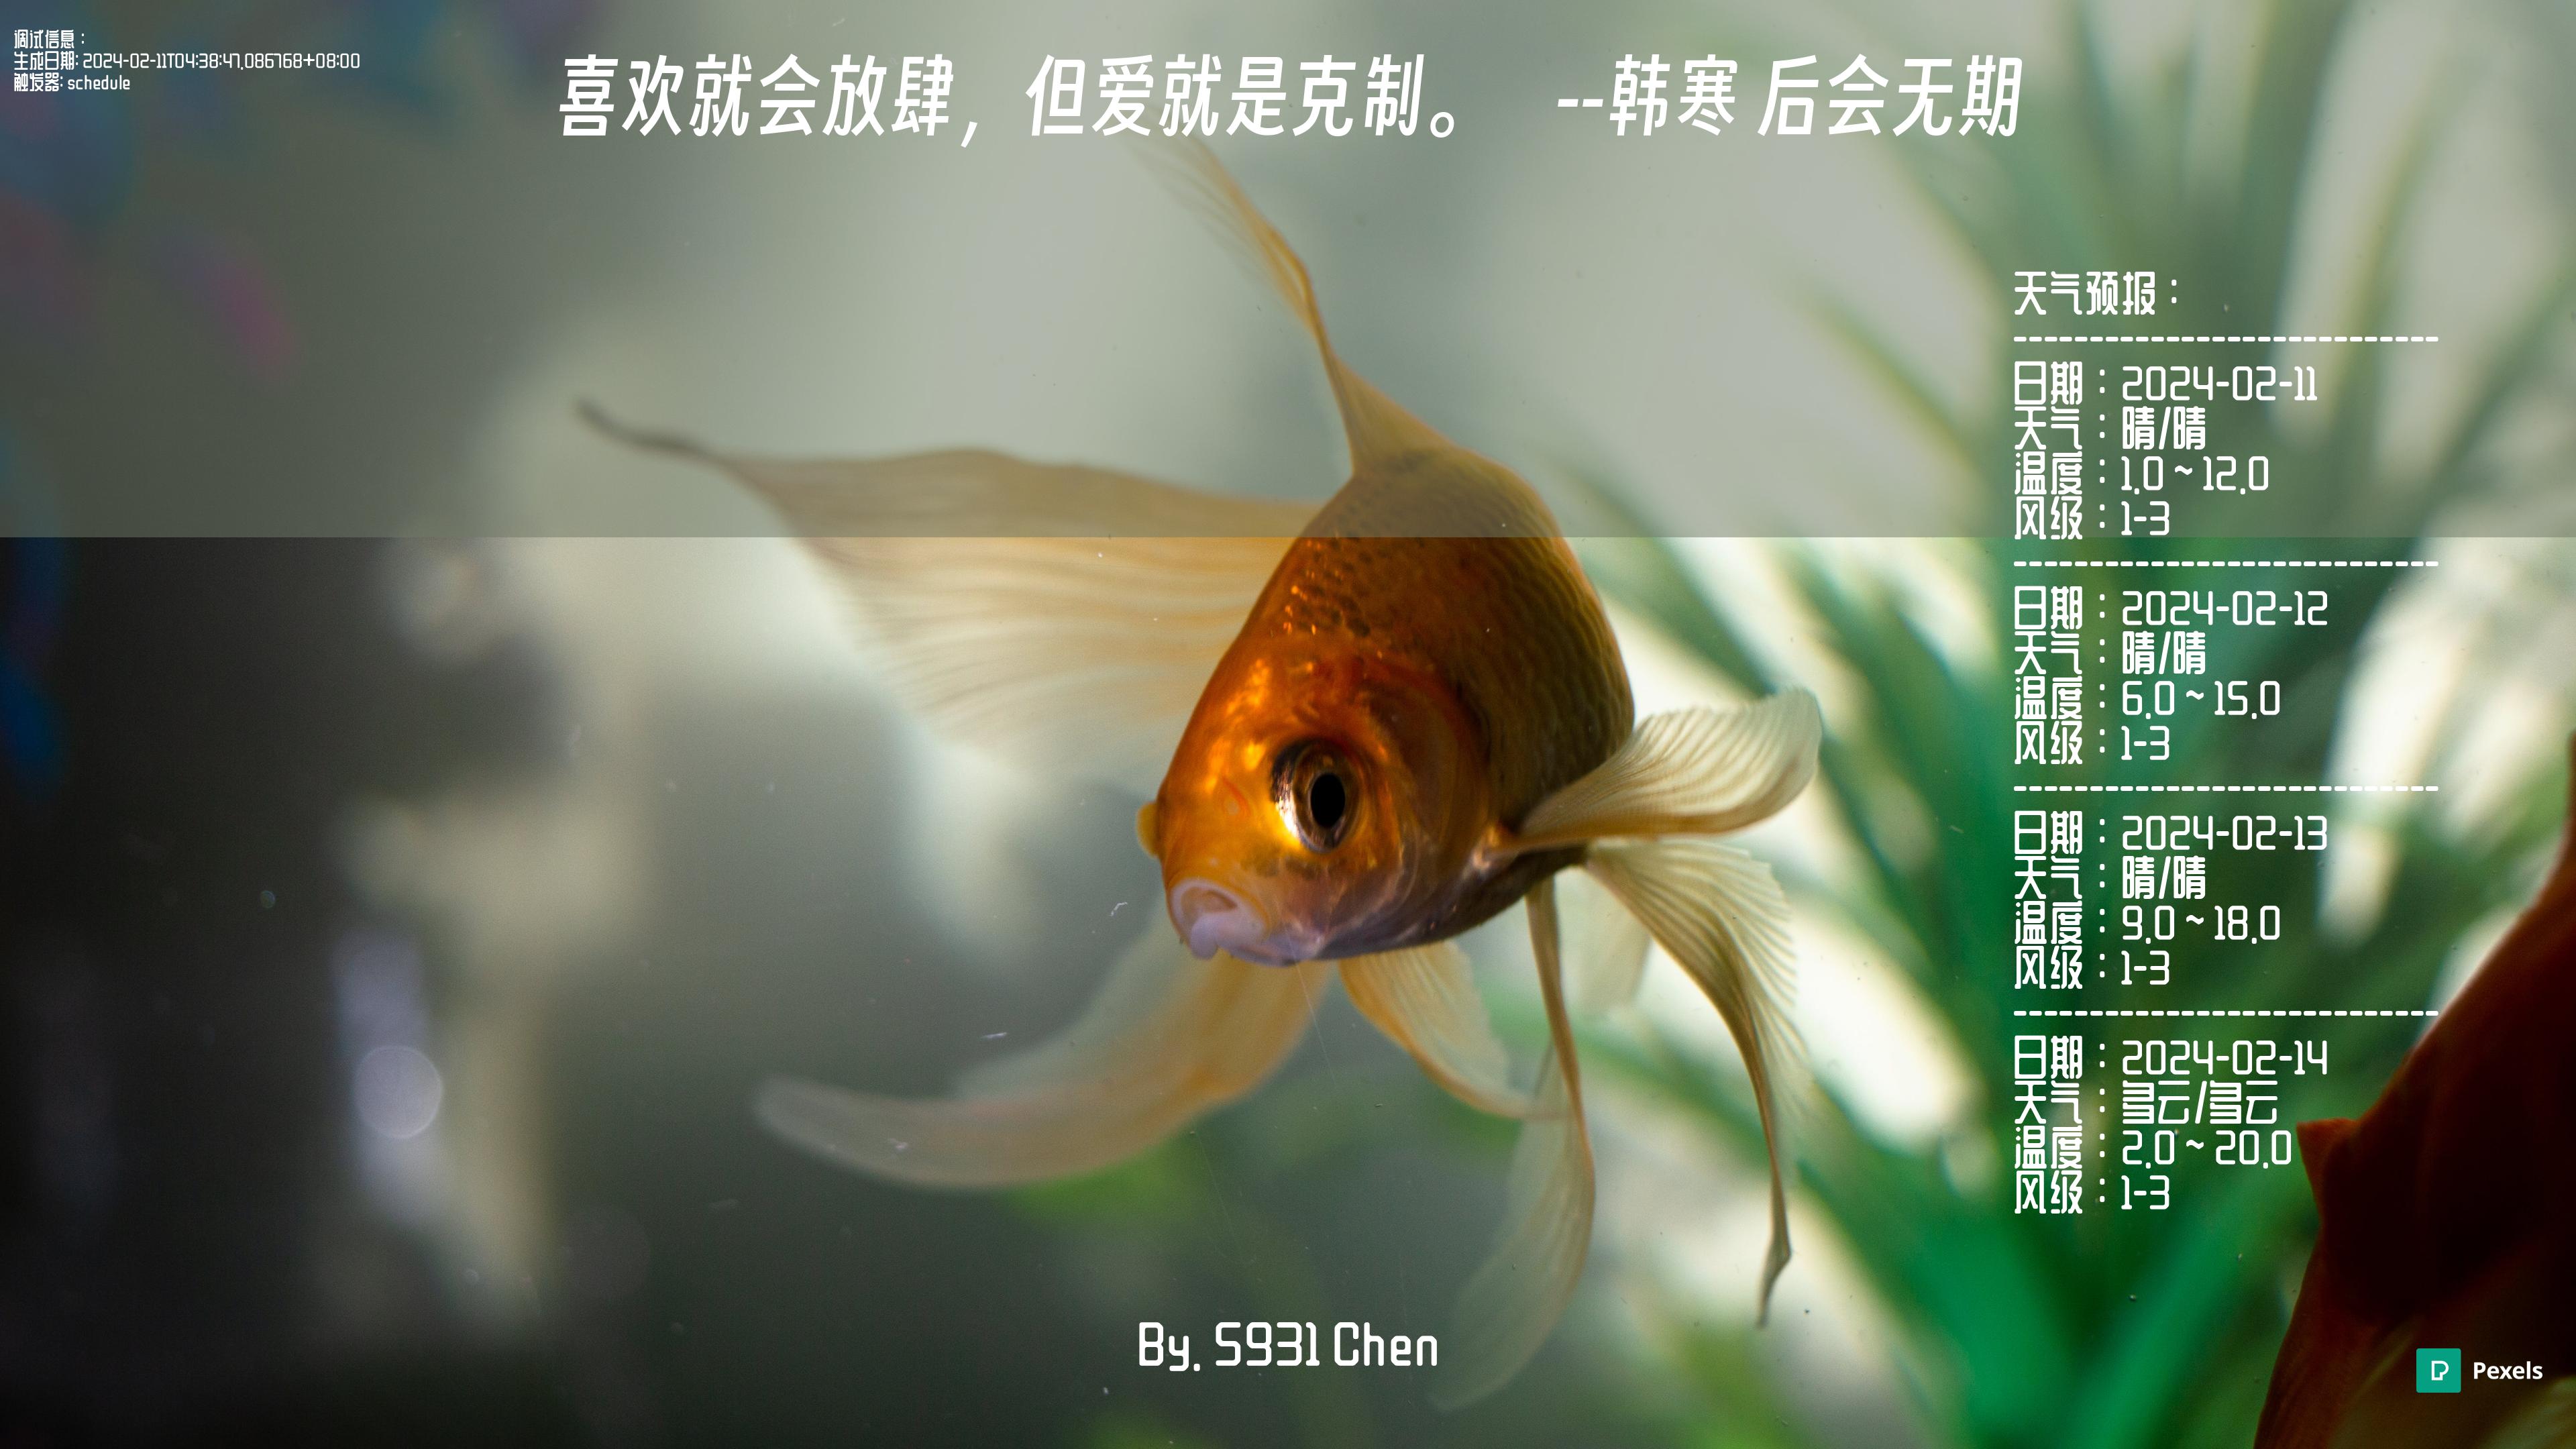 调试信息：
生成日期: 2024-02-11T04:38:47.086768+08:00
触发器: schedule
喜欢就会放肆，但爱就是克制。 --韩寒 后会无期
天气预报：
----------------------------
日期：2024-02-11
天气：晴/晴
温度：1.0 ~ 12.0
风级：1-3
----------------------------
日期：2024-02-12
天气：晴/晴
温度：6.0 ~ 15.0
风级：1-3
----------------------------
日期：2024-02-13
天气：晴/晴
温度：9.0 ~ 18.0
风级：1-3
----------------------------
日期：2024-02-14
天气：多云/多云
温度：2.0 ~ 20.0
风级：1-3
By. S931 Chen
Pexels